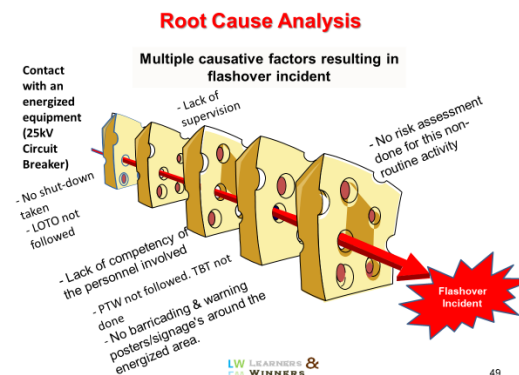 Root Cause Analysis
Multiple causative factors resulting in
flashover incident
Contact
with an
energized
equipment
(25kV
Circuit
Breaker)
- Lack of
supervision
- No risk assessment
done for this non-
routine activity
- No shut-down
taken
- LOTO not
followed
- Lack of competency of
the personnel involved
- PTW not followed. TBT not
done
- No barricading & warning
posters/signage's around the
energized area.
Flashover
Incident
LW LEARNERS &
WINNERS
49